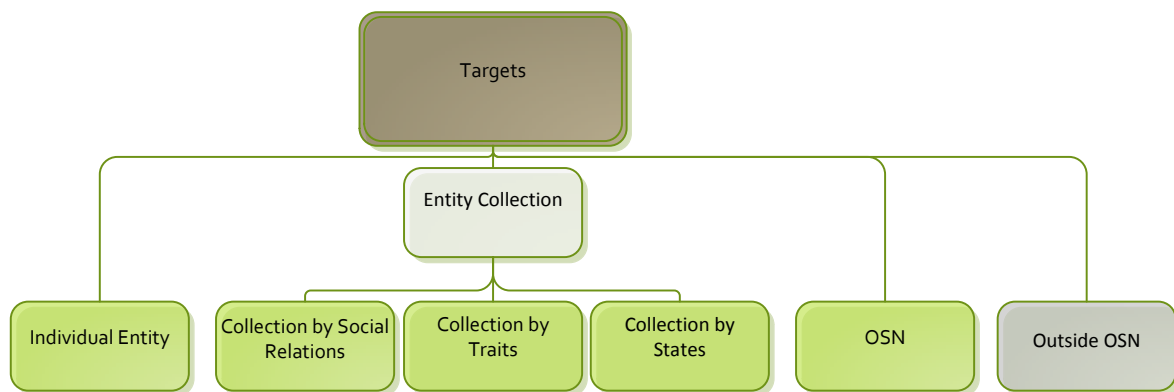 Targets
Entity Collection
Individual Entity
Collection by Social
Relations
Collection by
Traits
Collection by
States
OSN
Outside OSN